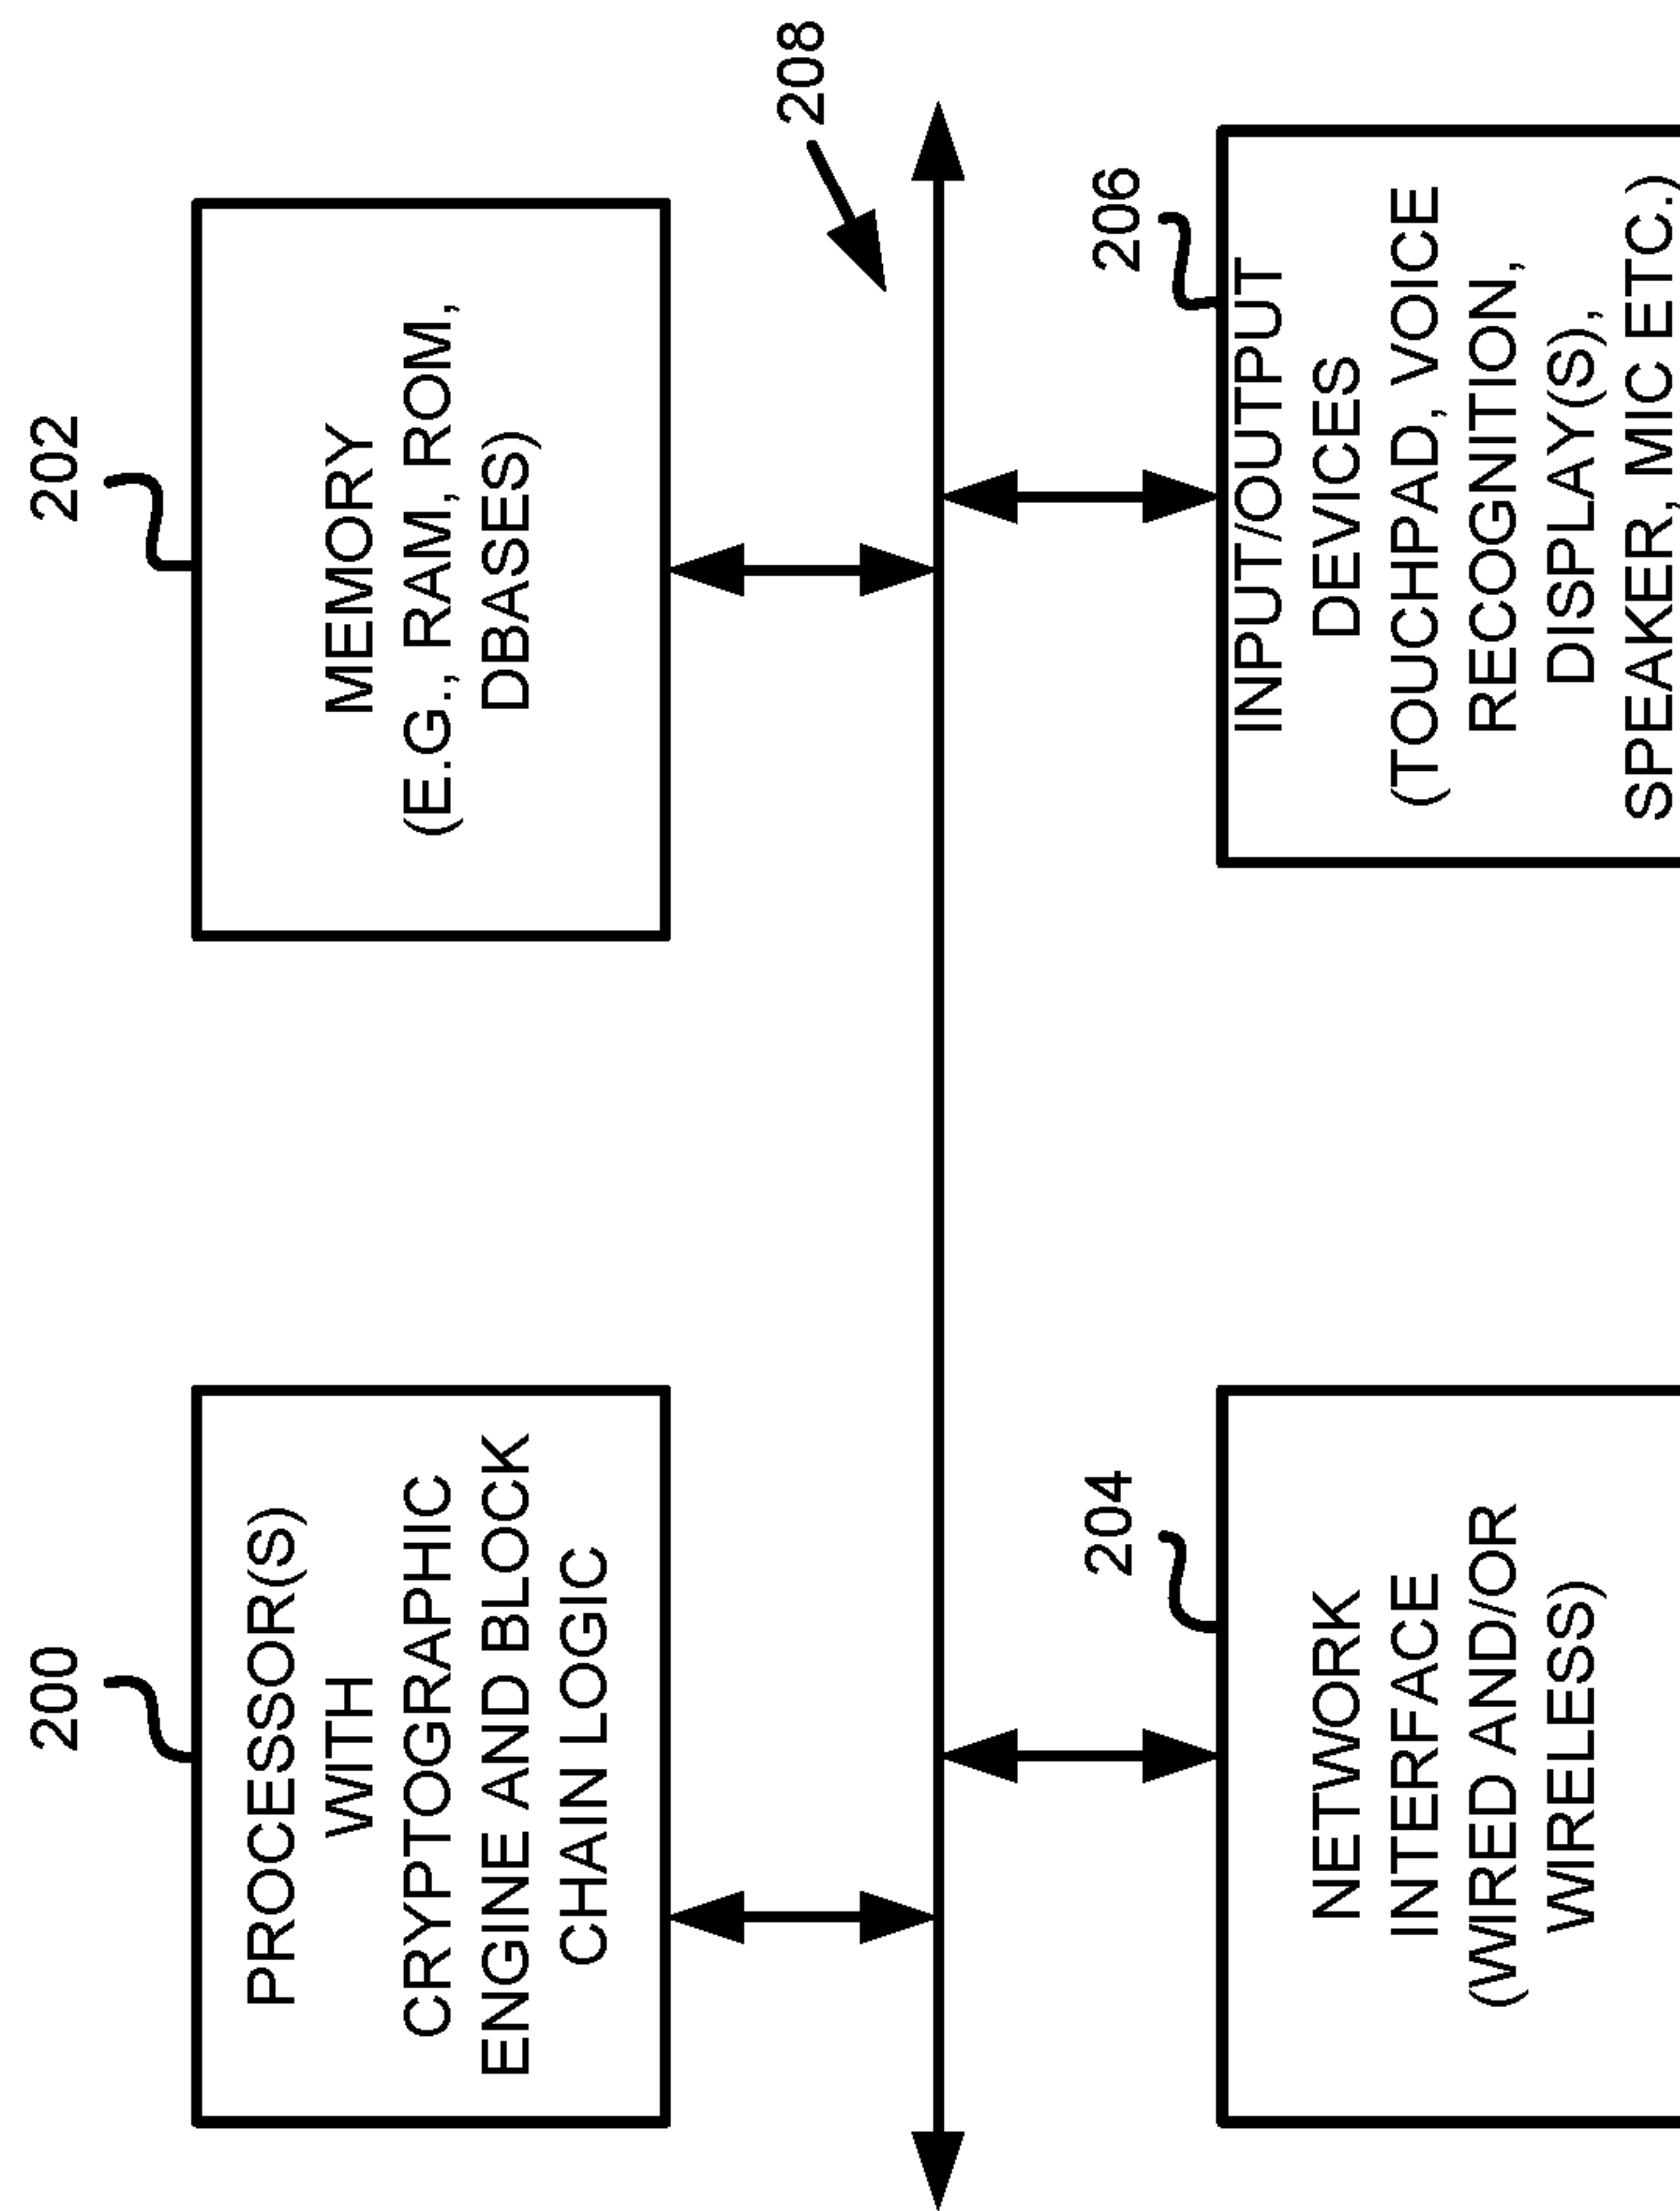 200
PROCESSOR(S)
WITH
CRYPTOGRAPHIC
ENGINE AND BLOCK
CHAIN LOGIC
202
MEMORY
(E.G., RAM, ROM,
DBASES)
208
204
NETWORK
INTERFACE
(WIRED AND/OR
WIRELESS)
206
INPUT/OUTPUT
DEVICES
(TOUCHPAD, VOICE
RECOGNITION,
DISPLAY(S),
SPEAKER, MIC ETC.)